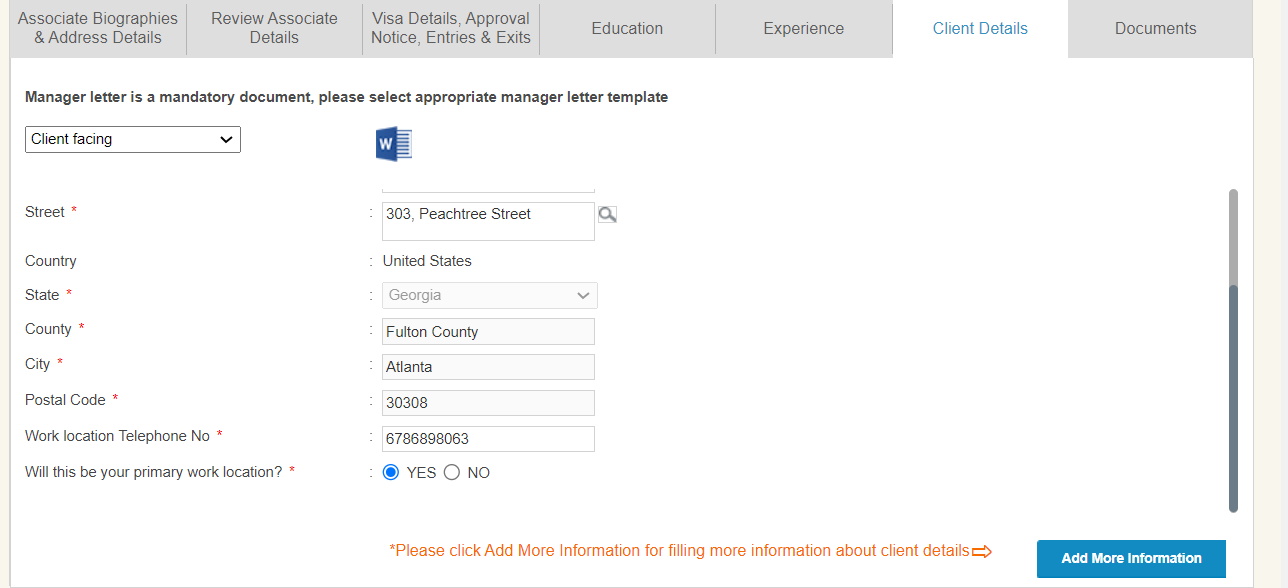 Associate Biographies
& Address Details
Review Associate
Details
Visa Details, Approval
Notice, Entries & Exits
Education
Experience
Client Details
Documents
Manager letter is a mandatory document, please select appropriate manager letter template
Client facing
W
Street * : 303, Peachtree Street
Country : United States
State * : Georgia
County * : Fulton County
City * : Atlanta
Postal Code * : 30308
Work location Telephone No * : 6786898063
Will this be your primary work location? * : YES NO
*Please click Add More Information for filling more information about client details
Add More Information